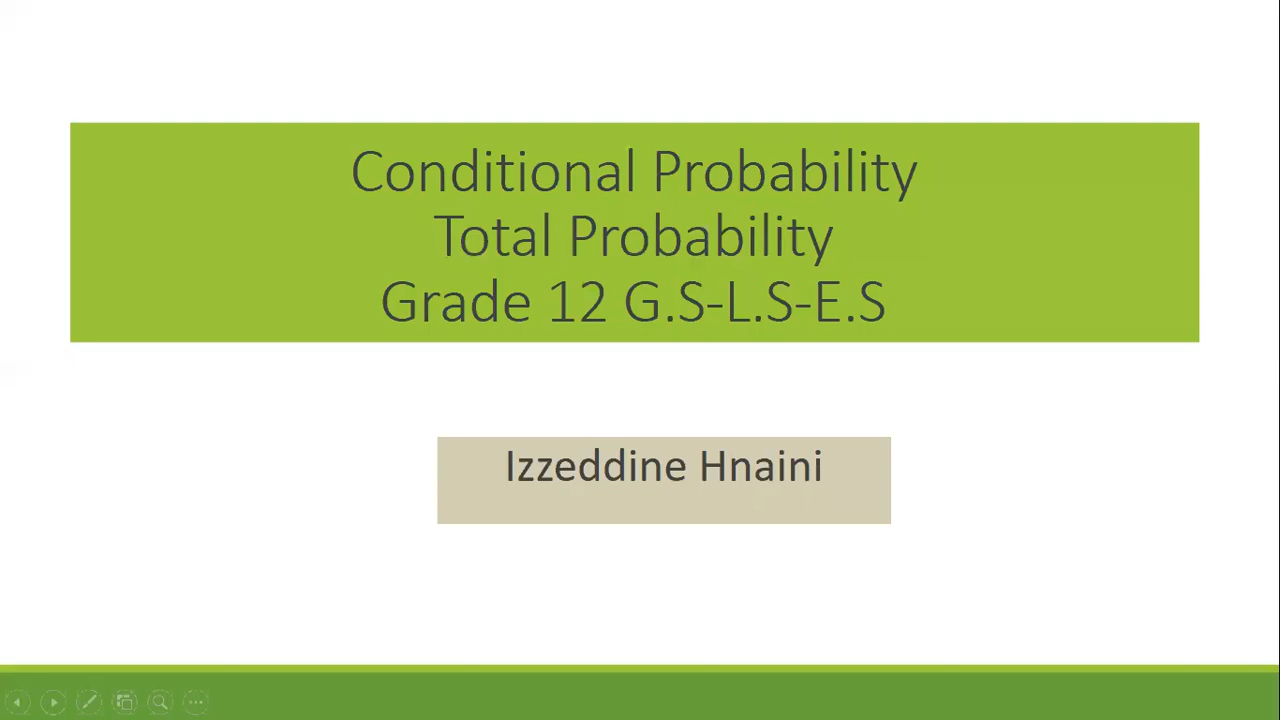 Conditional Probability
Total Probability
Grade 12 G.S-L.S-E.S
Izzeddine Hnaini